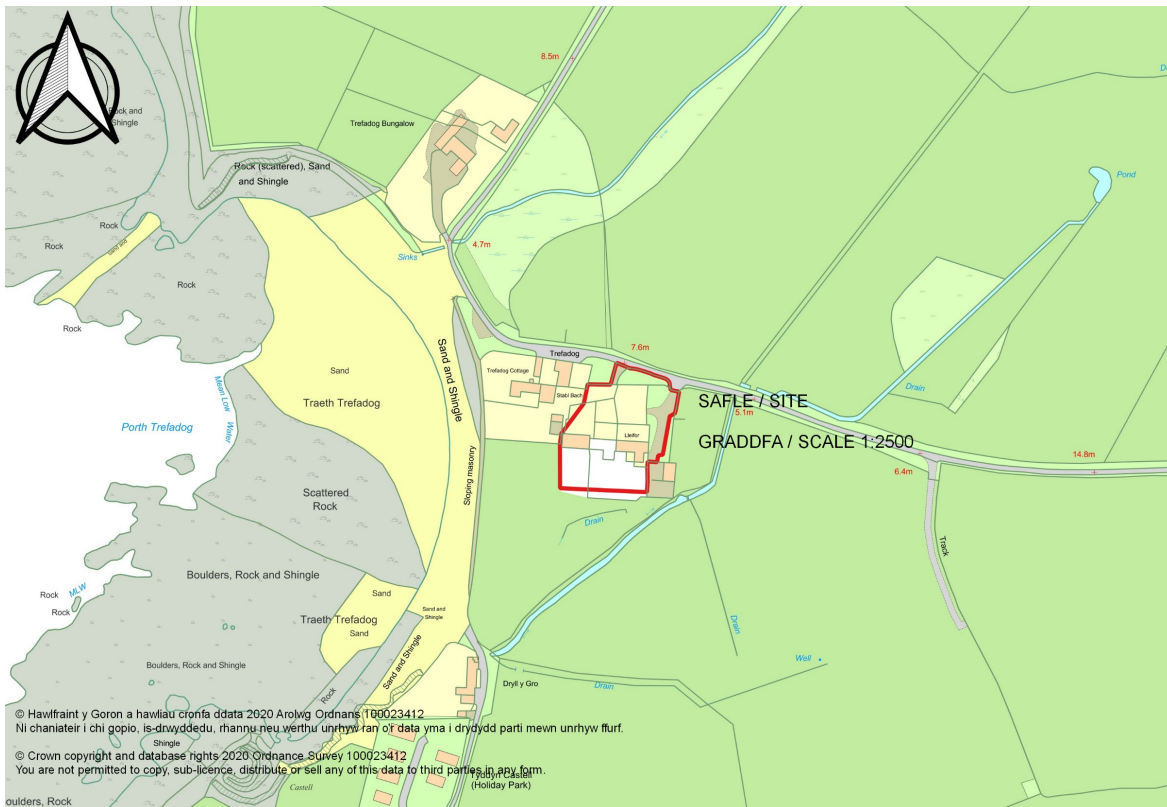 8.5m
Rock and
Shingle
Trefadog Bungalow
Rock (scattered), Sand
and Shingle
Pond
Rock
Rock
Sand and
Sinks
4.7m
Rock
Rock
7.6m
Trefadog
Sand and Shingle
Trefadog Cottage
Sand
Mean Low
Water
Stabl Bach
Drain
SAFLE / SITE
Traeth Trefadog
5.1m
Porth Trefadog
Lleifor
GRADDFA / SCALE 1:2500
14.8m
6.4m
Sloping masonry
Scattered
Rock
Drain
Track
Boulders, Rock and Shingle
MLW
Rock
Rock
Sand
Sand and
Shingle
Traeth Trefadog
Sand
Drain
Sand and Shingle
Well
Boulders, Rock and Shingle
Rock
Dryll y Gro
Drain
© Hawlfraint y Goron a hawliau cronfa ddata 2020 Arolwg Ordnans 100023412
Ni chaniateir i chi gopio, is-drwyddedu, rhannu neu werthu unrhyw ran o'r data yma i drydydd parti mewn unrhyw ffurf.
Shingle
© Crown copyright and database rights 2020 Ordnance Survey 100023412
You are not permitted to copy, sub-licence, distribute or sell any of this data to third parties in any form.
Tyddyn Castell
(Holiday Park)
Castell
oulders, Rock